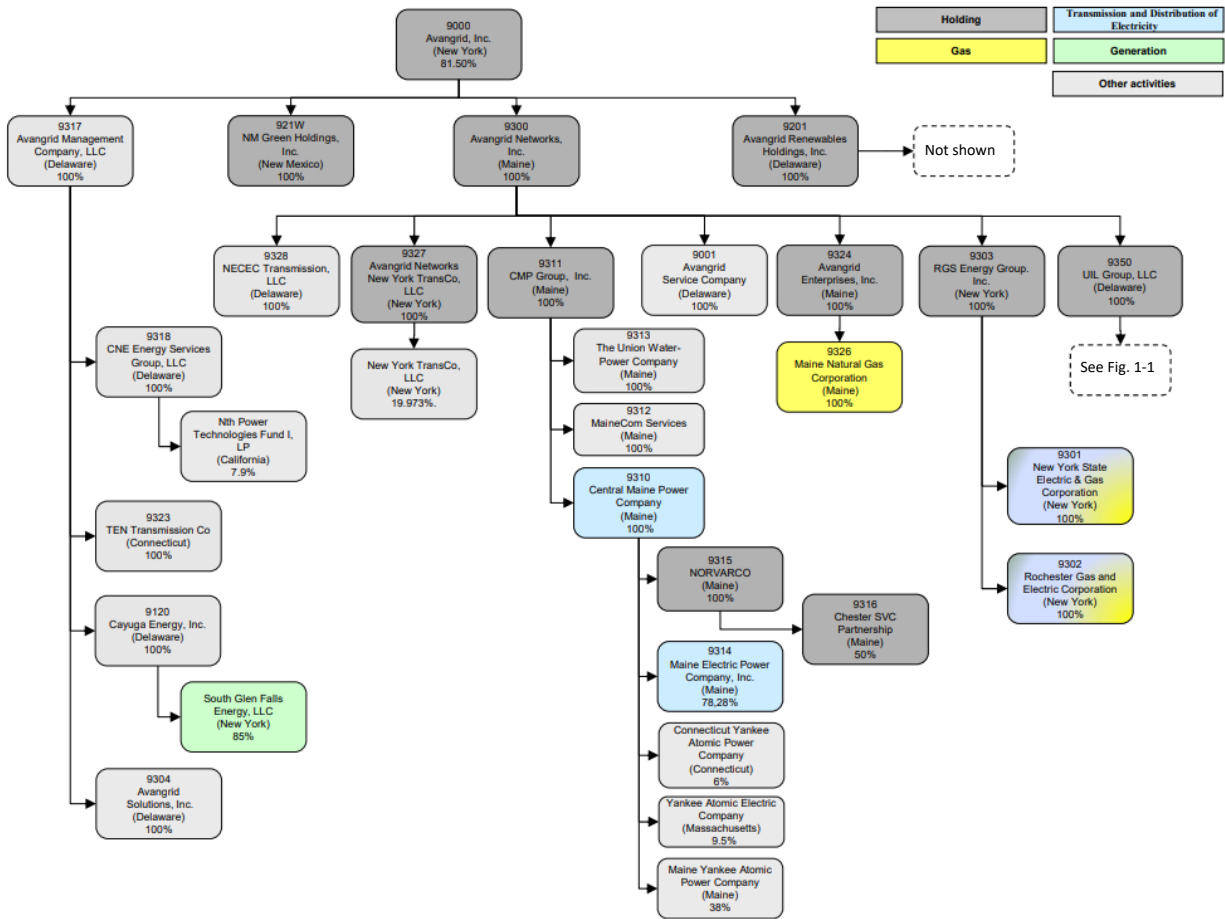 9000
Avangrid, Inc.
(New York)
81.50%
Holding
Transmission and Distribution of
Electricity
Gas
Generation
Other activities
9317
Avangrid Management
Company, LLC
(Delaware)
100%
921W
NM Green Holdings,
Inc.
(New Mexico)
100%
9300
Avangrid Networks,
Inc.
(Maine)
100%
9201
Avangrid Renewables
Holdings, Inc.
(Delaware)
100%
Not shown
9328
NECEC Transmission,
LLC
(Delaware)
100%
9327
Avangrid Networks
New York TransCo,
LLC
(New York)
100%
9311
CMP Group, Inc.
(Maine)
100%
9001
Avangrid
Service Company
(Delaware)
100%
9324
Avangrid
Enterprises, Inc.
(Maine)
100%
9303
RGS Energy Group.
Inc.
(New York)
100%
9350
UIL Group, LLC
(Delaware)
100%
9318
CNE Energy Services
Group, LLC
(Delaware)
100%
New York TransCo,
LLC
(New York)
19.973%.
9313
The Union Water-
Power Company
(Maine)
100%
9326
Maine Natural Gas
Corporation
(Maine)
100%
See Fig. 1-1
Nth Power
Technologies Fund I,
LP
(California)
7.9%
9312
MaineCom Services
(Maine)
100%
9310
Central Maine Power
Company
(Maine)
100%
9301
New York State
Electric & Gas
Corporation
(New York)
100%
9323
TEN Transmission Co
(Connecticut)
100%
9315
NORVARCO
(Maine)
100%
9302
Rochester Gas and
Electric Corporation
(New York)
100%
9120
Cayuga Energy, Inc.
(Delaware)
100%
9316
Chester SVC
Partnership
(Maine)
50%
9314
Maine Electric Power
Company, Inc.
(Maine)
78,28%
South Glen Falls
Energy, LLC
(New York)
85%
Connecticut Yankee
Atomic Power
Company
(Connecticut)
6%
9304
Avangrid
Solutions, Inc.
(Delaware)
100%
Yankee Atomic Electric
Company
(Massachusetts)
9.5%
Maine Yankee Atomic
Power Company
(Maine)
38%